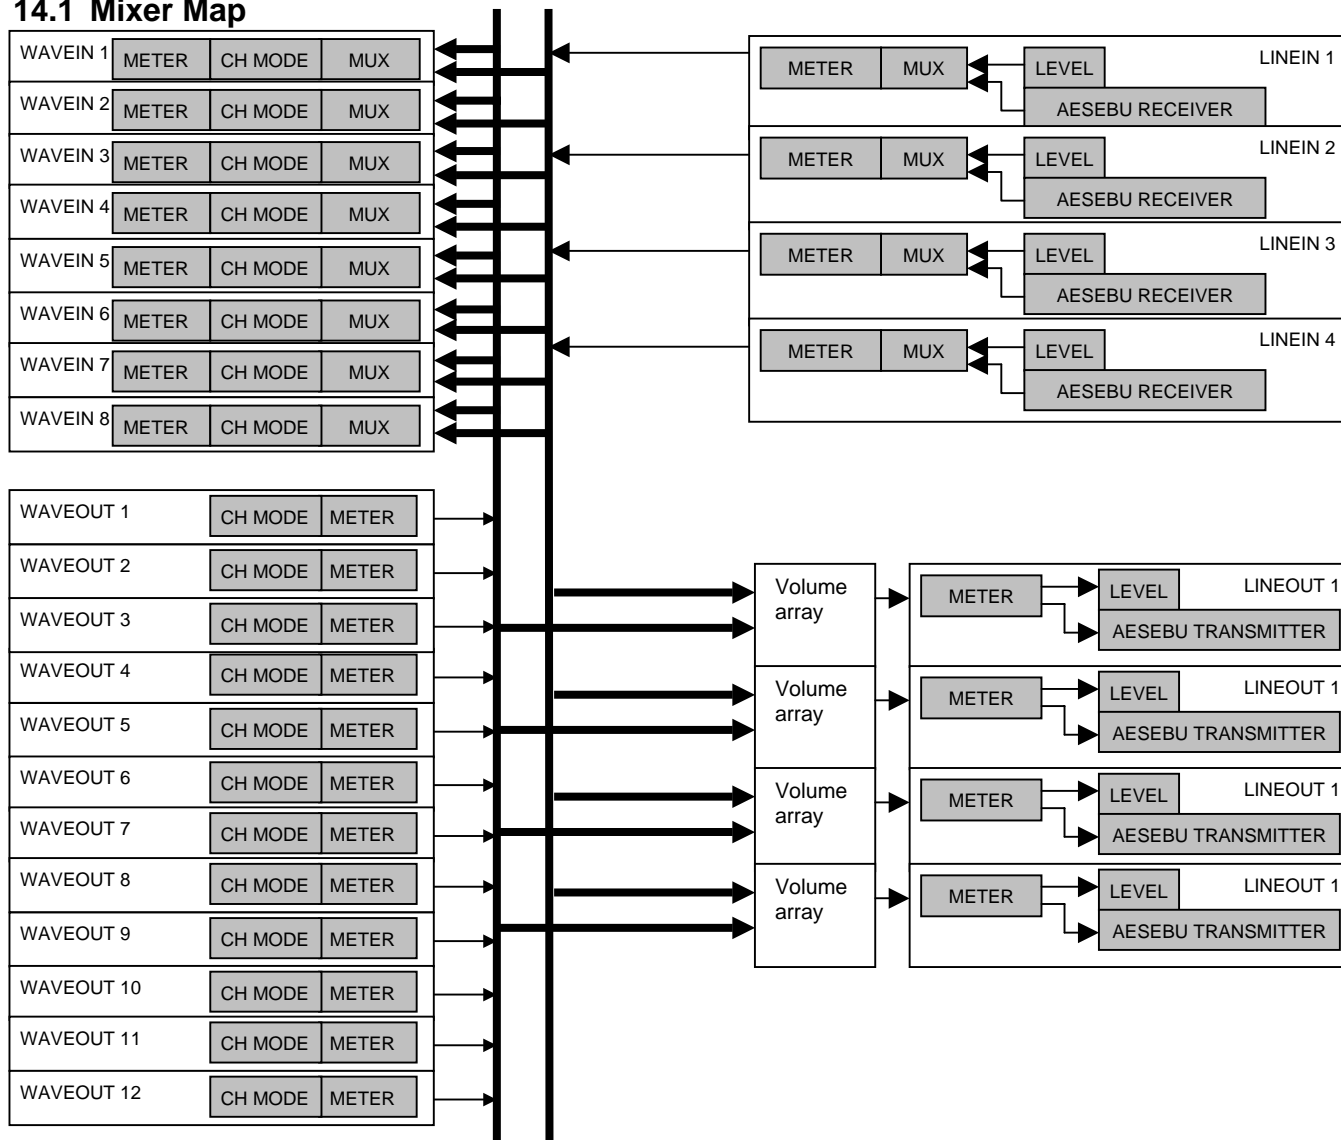 14.1 Mixer Map
WAVEIN 1 METER CH MODE MUX
WAVEIN 2 METER CH MODE MUX
WAVEIN 3 METER CH MODE MUX
WAVEIN 4 METER CH MODE MUX
WAVEIN 5 METER CH MODE MUX
WAVEIN 6 METER CH MODE MUX
WAVEIN 7 METER CH MODE MUX
WAVEIN 8 METER CH MODE MUX
METER MUX LEVEL LINEIN 1
AESEBU RECEIVER
METER MUX LEVEL LINEIN 2
AESEBU RECEIVER
METER MUX LEVEL LINEIN 3
AESEBU RECEIVER
METER MUX LEVEL LINEIN 4
AESEBU RECEIVER
WAVEOUT 1 CH MODE METER
WAVEOUT 2 CH MODE METER
WAVEOUT 3 CH MODE METER
WAVEOUT 4 CH MODE METER
WAVEOUT 5 CH MODE METER
WAVEOUT 6 CH MODE METER
WAVEOUT 7 CH MODE METER
WAVEOUT 8 CH MODE METER
WAVEOUT 9 CH MODE METER
WAVEOUT 10 CH MODE METER
WAVEOUT 11 CH MODE METER
WAVEOUT 12 CH MODE METER
Volume
array
METER LEVEL LINEOUT 1
AESEBU TRANSMITTER
Volume
array
METER LEVEL LINEOUT 1
AESEBU TRANSMITTER
Volume
array
METER LEVEL LINEOUT 1
AESEBU TRANSMITTER
Volume
array
METER LEVEL LINEOUT 1
AESEBU TRANSMITTER